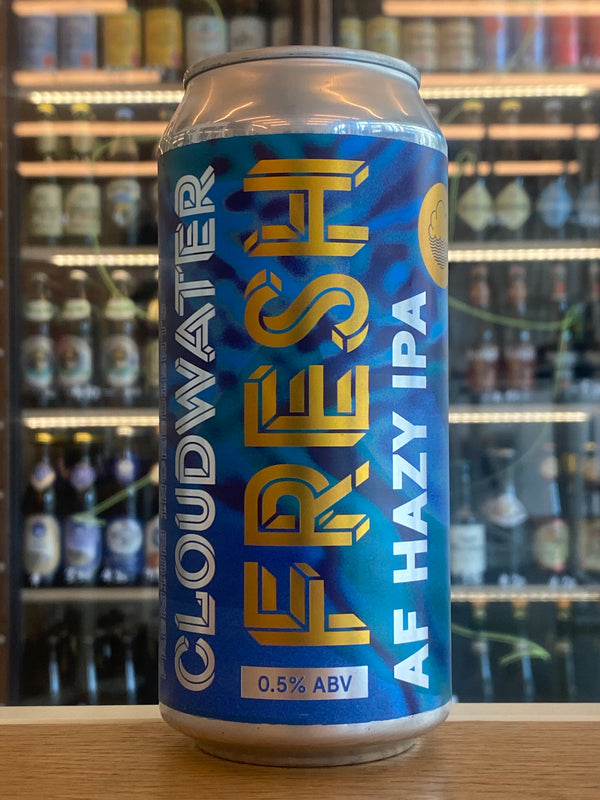 CLOUDWATER
FRESH
AF HAZY IPA
0.5% ABV